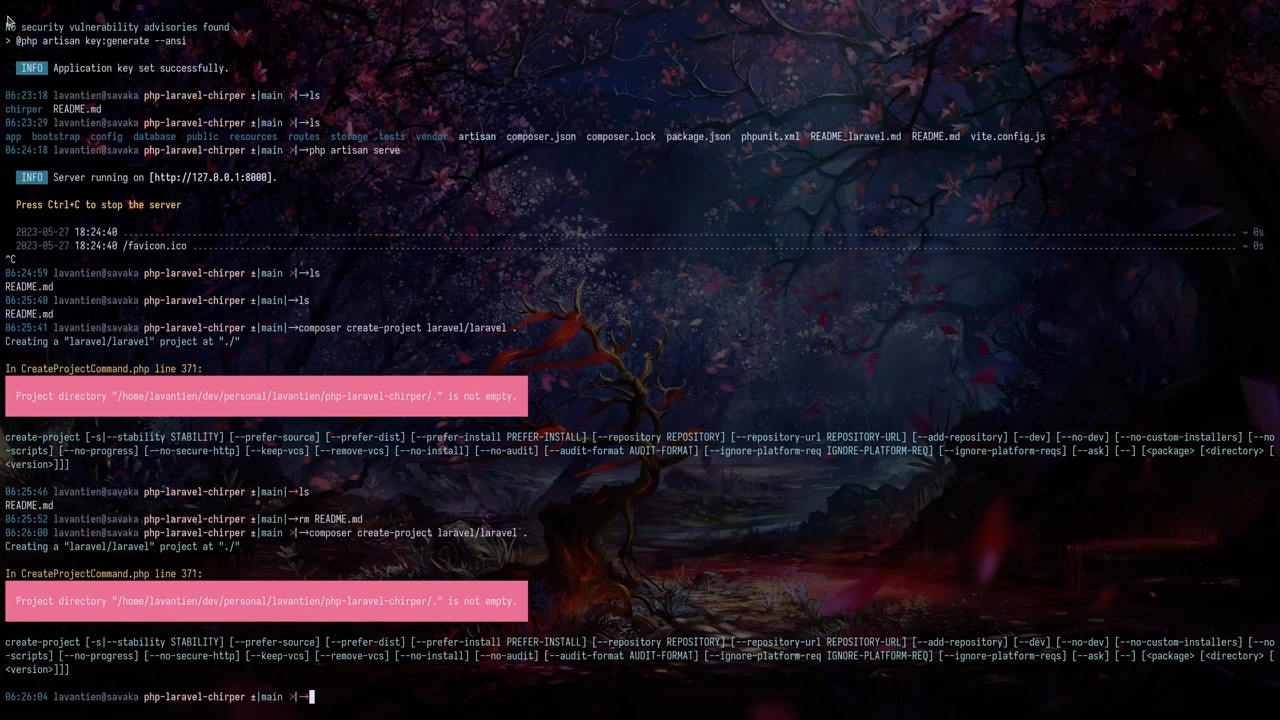 No security vulnerability advisories found
> @php artisan key:generate --ansi
INFO Application key set successfully.
06:23:18 lavantien@savaka php-laravel-chirper ±|main ✗|→ls
chirper README.md
06:23:29 lavantien@savaka php-laravel-chirper ±|main ✗|→ls
app bootstrap config database public resources routes storage tests vendor artisan composer.json composer.lock package.json phpunit.xml README_laravel.md README.md vite.config.js
06:24:18 lavantien@savaka php-laravel-chirper ±|main ✗|→php artisan serve
INFO Server running on [http://127.0.0.1:8000].
Press Ctrl+C to stop the server
2023-05-27 18:24:40 ........ ~ 0s
2023-05-27 18:24:40 /favicon.ico ........ ~ 0s
^C
06:24:59 lavantien@savaka php-laravel-chirper ±|main ✗|→ls
README.md
06:25:40 lavantien@savaka php-laravel-chirper ±|main|→ls
README.md
06:25:41 lavantien@savaka php-laravel-chirper ±|main|→composer create-project laravel/laravel .
Creating a "laravel/laravel" project at "./"
In CreateProjectCommand.php line 371:
Project directory "/home/lavantien/dev/personal/lavantien/php-laravel-chirper/." is not empty.
create-project [-s|--stability STABILITY] [--prefer-source] [--prefer-dist] [--prefer-install PREFER-INSTALL] [--repository REPOSITORY] [--repository-url REPOSITORY-URL] [--add-repository] [--dev] [--no-dev] [--no-custom-installers] [--no
-scripts] [--no-progress] [--no-secure-http] [--keep-vcs] [--remove-vcs] [--no-install] [--no-audit] [--audit-format AUDIT-FORMAT] [--ignore-platform-req IGNORE-PLATFORM-REQ] [--ignore-platform-reqs] [--ask] [--] [<package> [<directory> [
<version>]]]
06:25:46 lavantien@savaka php-laravel-chirper ±|main|→ls
README.md
06:25:52 lavantien@savaka php-laravel-chirper ±|main|→rm README.md
06:26:00 lavantien@savaka php-laravel-chirper ±|main ✗|→composer create-project laravel/laravel .
Creating a "laravel/laravel" project at "./"
In CreateProjectCommand.php line 371:
Project directory "/home/lavantien/dev/personal/lavantien/php-laravel-chirper/." is not empty.
create-project [-s|--stability STABILITY] [--prefer-source] [--prefer-dist] [--prefer-install PREFER-INSTALL] [--repository REPOSITORY] [--repository-url REPOSITORY-URL] [--add-repository] [--dev] [--no-dev] [--no-custom-installers] [--no
-scripts] [--no-progress] [--no-secure-http] [--keep-vcs] [--remove-vcs] [--no-install] [--no-audit] [--audit-format AUDIT-FORMAT] [--ignore-platform-req IGNORE-PLATFORM-REQ] [--ignore-platform-reqs] [--ask] [--] [<package> [<directory> [
<version>]]]
06:26:04 lavantien@savaka php-laravel-chirper ±|main ✗|→